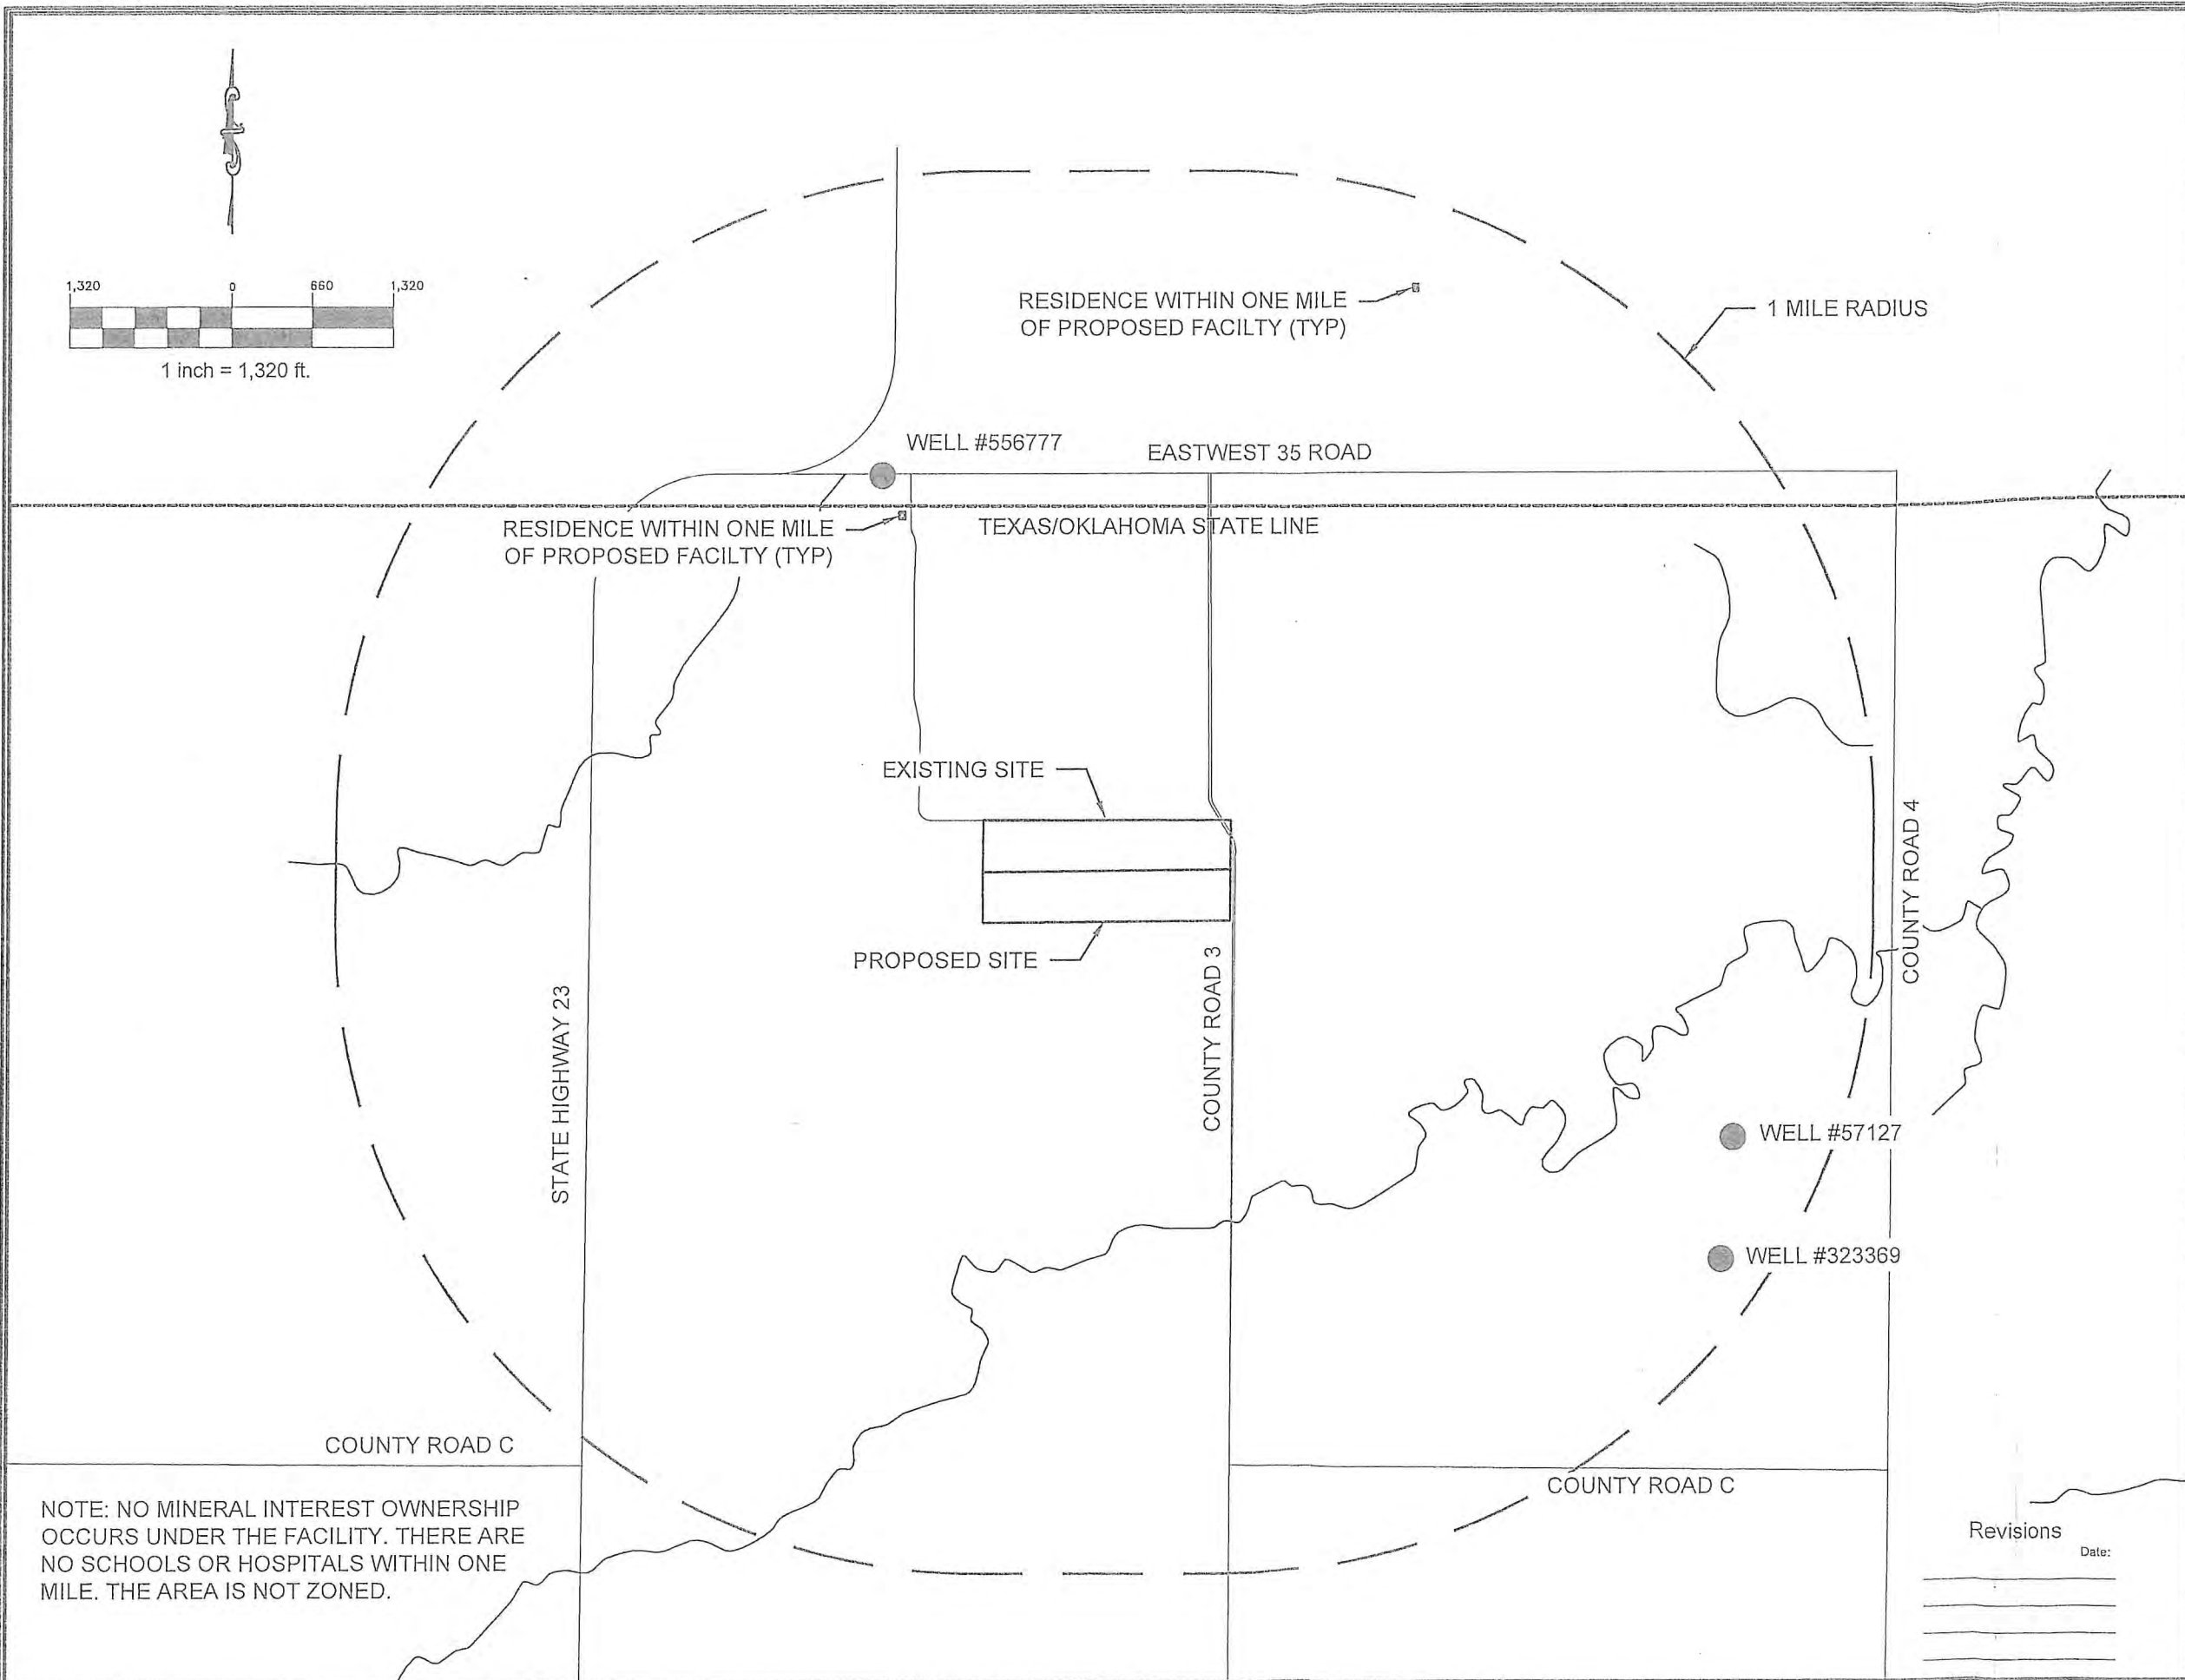 1,320 0 660 1,320
1 inch = 1,320 ft.
RESIDENCE WITHIN ONE MILE
OF PROPOSED FACILTY (TYP)
1 MILE RADIUS
WELL #556777
EASTWEST 35 ROAD
RESIDENCE WITHIN ONE MILE
OF PROPOSED FACILTY (TYP)
TEXAS/OKLAHOMA STATE LINE
EXISTING SITE
PROPOSED SITE
STATE HIGHWAY 23
COUNTY ROAD 3
COUNTY ROAD 4
WELL #57127
WELL #323369
COUNTY ROAD C
COUNTY ROAD C
NOTE: NO MINERAL INTEREST OWNERSHIP
OCCURS UNDER THE FACILITY. THERE ARE
NO SCHOOLS OR HOSPITALS WITHIN ONE
MILE. THE AREA IS NOT ZONED.
Revisions
Date: